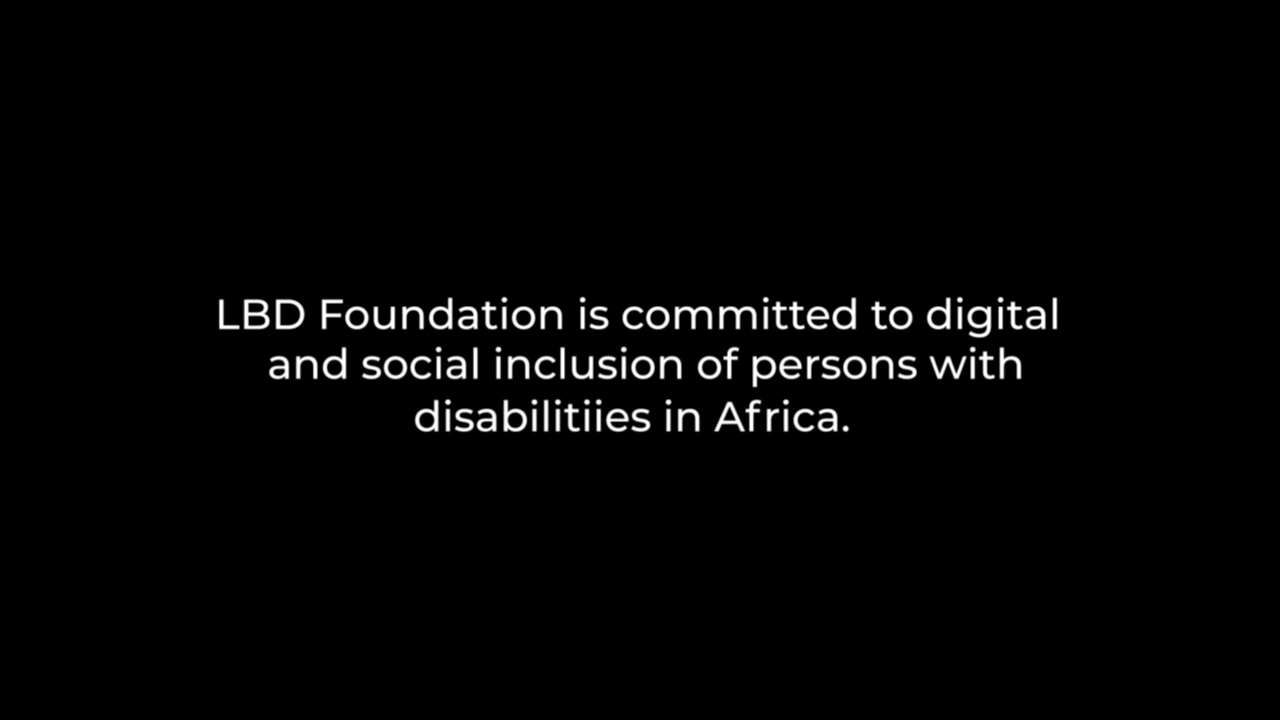 LBD Foundation is committed to digital
and social inclusion of persons with
disabilitiies in Africa.